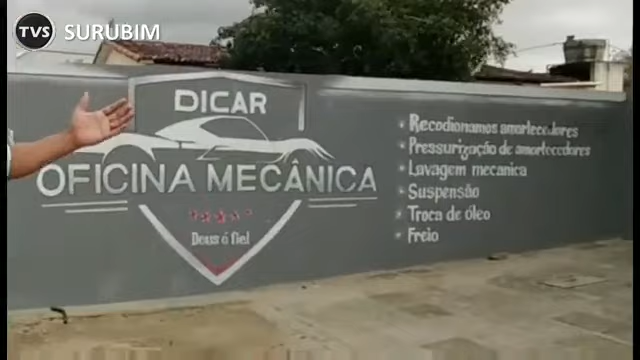 TVS SURUBIM
DICAR
OFICINA MECÂNICA
Deus é fiel
Recodionamos amortecedores
Pressurização de amortecedores
Lavagem mecanica
Suspensão
Troca de óleo
Freio